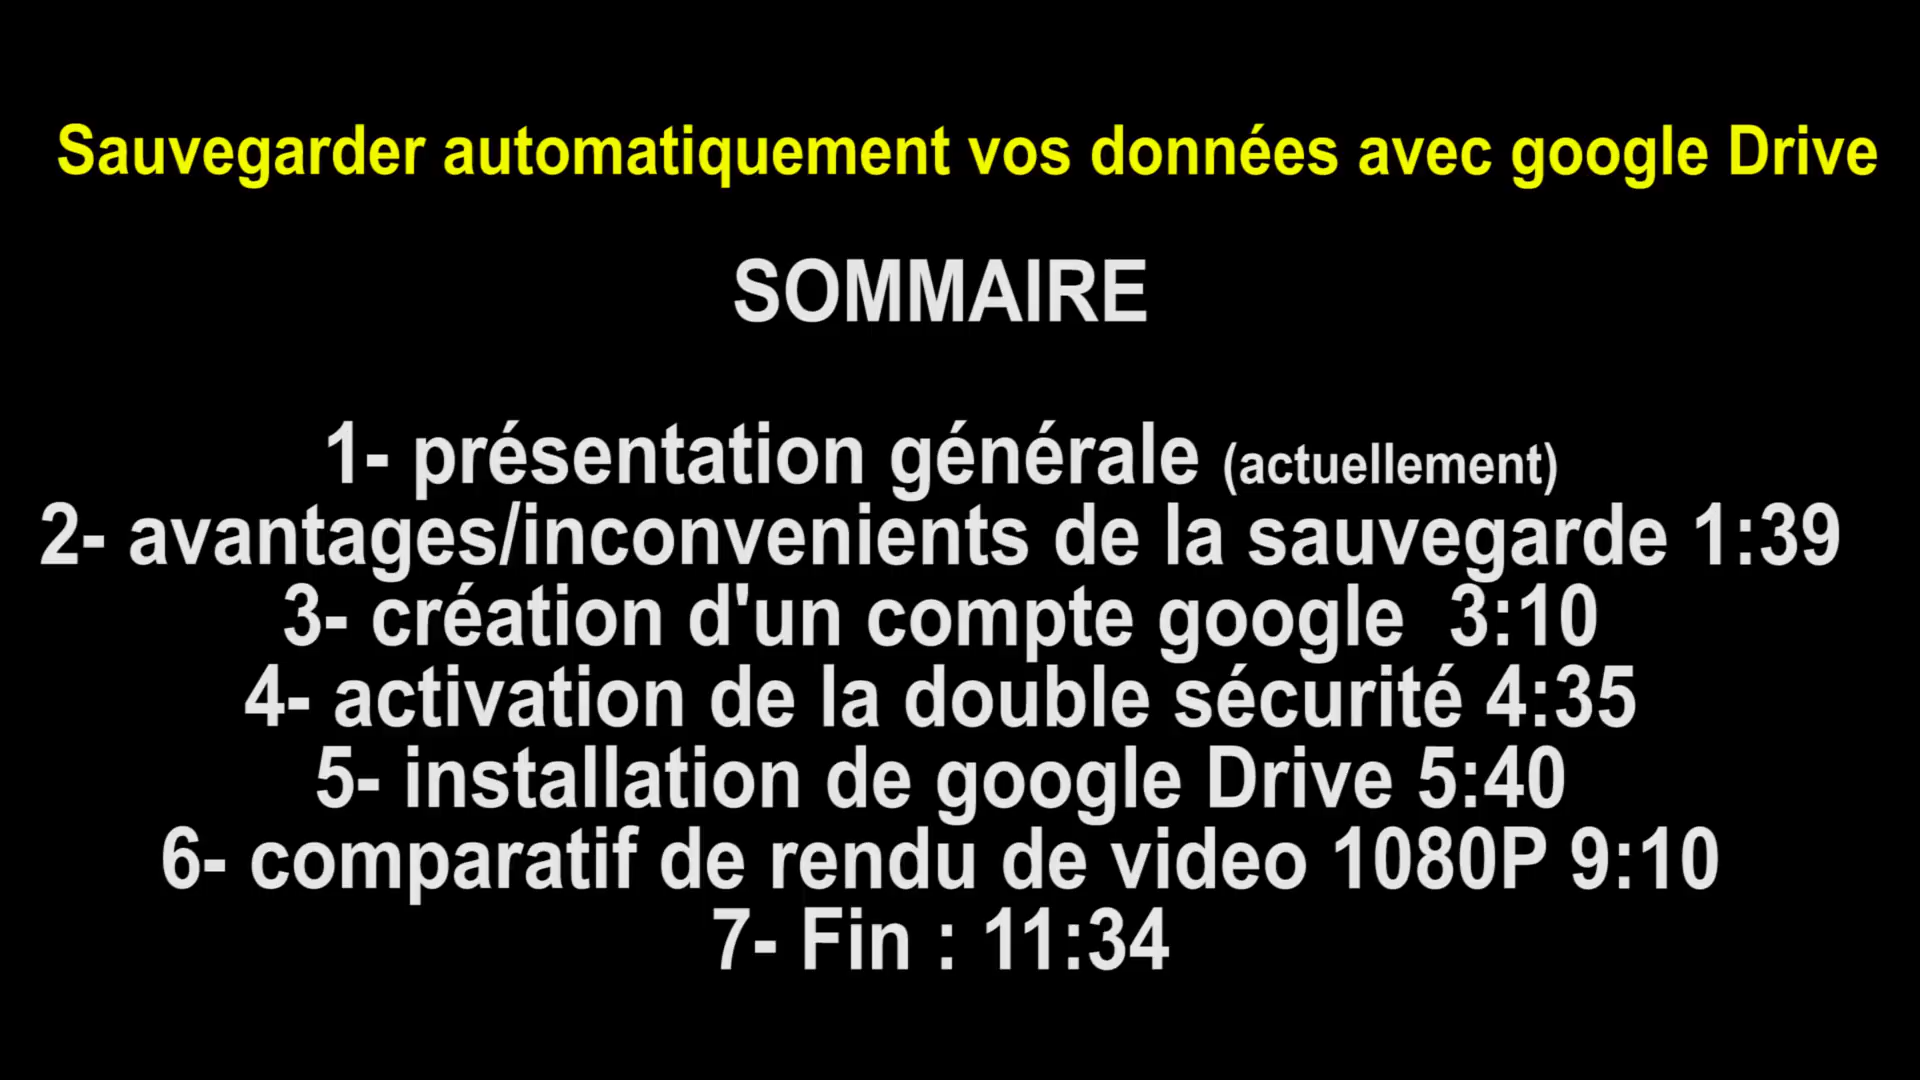 Sauvegarder automatiquement vos données avec google Drive
SOMMAIRE
1- présentation générale (actuellement)
2- avantages/inconvenients de la sauvegarde 1:39
3- création d'un compte google  3:10
4- activation de la double sécurité 4:35
5- installation de google Drive 5:40
6- comparatif de rendu de video 1080P 9:10
7- Fin : 11:34